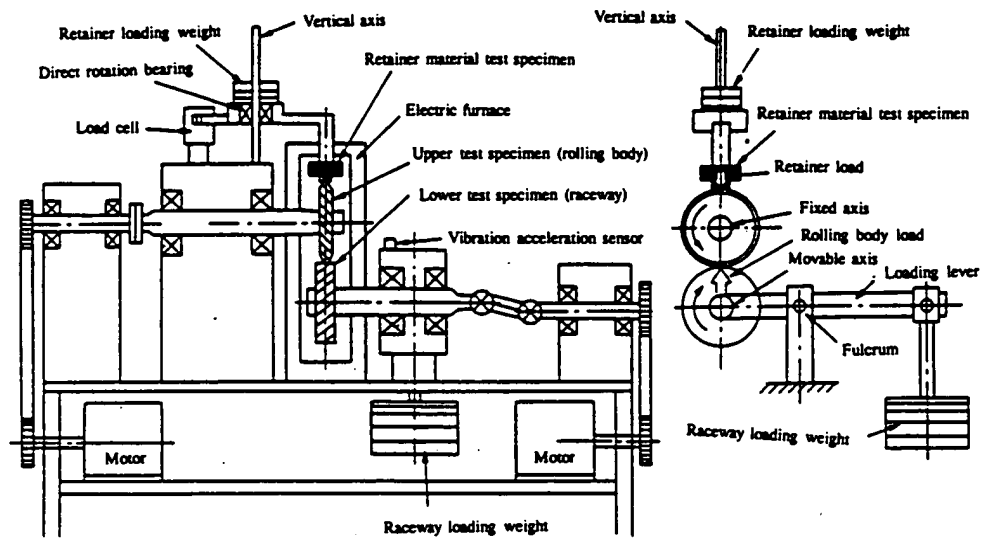 Vertical axis
Retainer loading weight
Direct rotation bearing
Retainer material test specimen
Electric furnace
Load cell
Upper test specimen (rolling body)
Lower test specimen (raceway)
Vibration acceleration sensor
Motor
Motor
Raceway loading weight
Vertical axis
Retainer loading weight
Retainer material test specimen
Retainer load
Fixed axis
Rolling body load
Movable axis
Loading lever
Fulcrum
Raceway loading weight